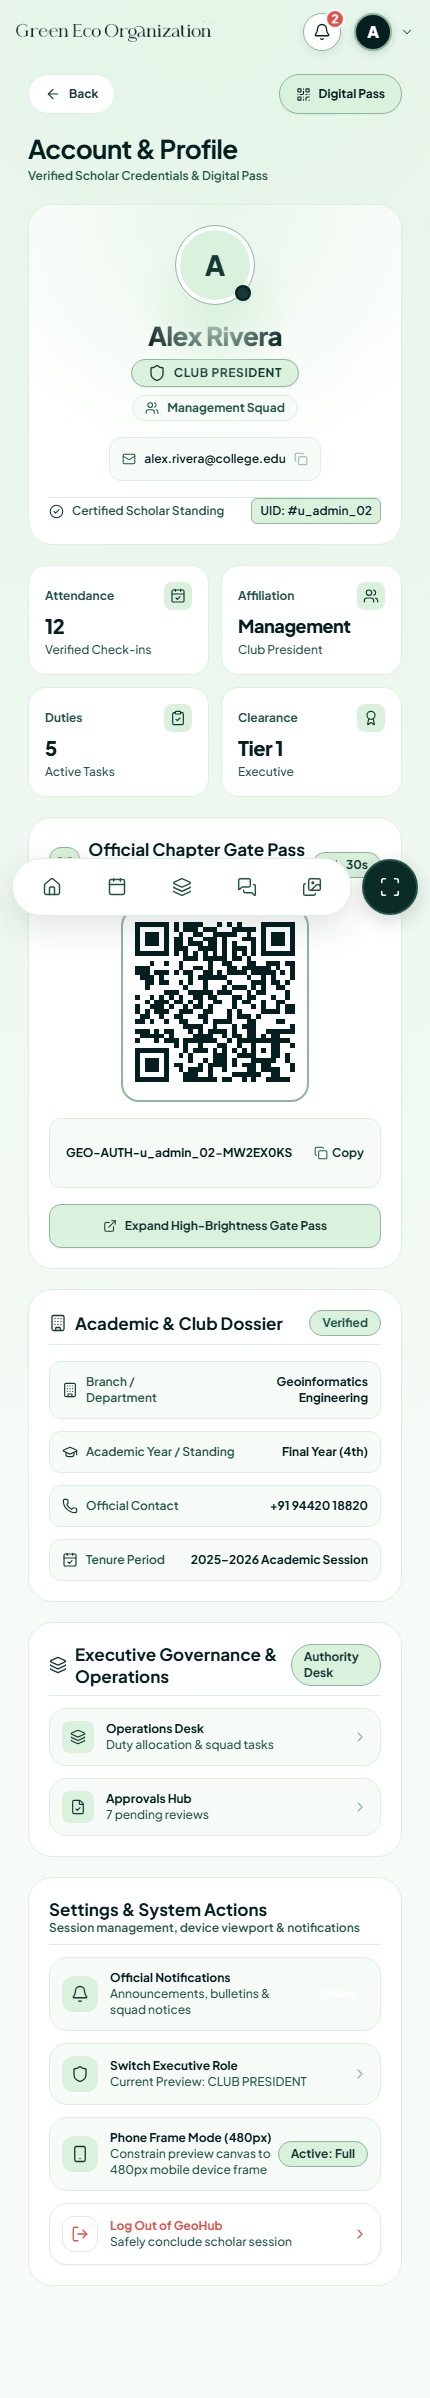 Green Eco Organization
2
A
Back
Digital Pass
Account & Profile
Verified Scholar Credentials & Digital Pass
A
Alex Rivera
CLUB PRESIDENT
Management Squad
alex.rivera@college.edu
Certified Scholar Standing
UID: #u_admin_02
Attendance
12
Verified Check-ins
Affiliation
Management
Club President
Duties
5
Active Tasks
Clearance
Tier 1
Executive
Official Chapter Gate Pass
30s
GEO-AUTH-u_admin_02-MW2EX0KS
Copy
Expand High-Brightness Gate Pass
Academic & Club Dossier
Verified
Branch /
Department
Geoinformatics
Engineering
Academic Year / Standing
Final Year (4th)
Official Contact
+91 94420 18820
Tenure Period
2025–2026 Academic Session
Executive Governance &
Operations
Authority
Desk
Operations Desk
Duty allocation & squad tasks
Approvals Hub
7 pending reviews
Settings & System Actions
Session management, device viewport & notifications
Official Notifications
Announcements, bulletins &
squad notices
2 New
Switch Executive Role
Current Preview: CLUB PRESIDENT
Phone Frame Mode (480px)
Constrain preview canvas to
480px mobile device frame
Active: Full
Log Out of GeoHub
Safely conclude scholar session